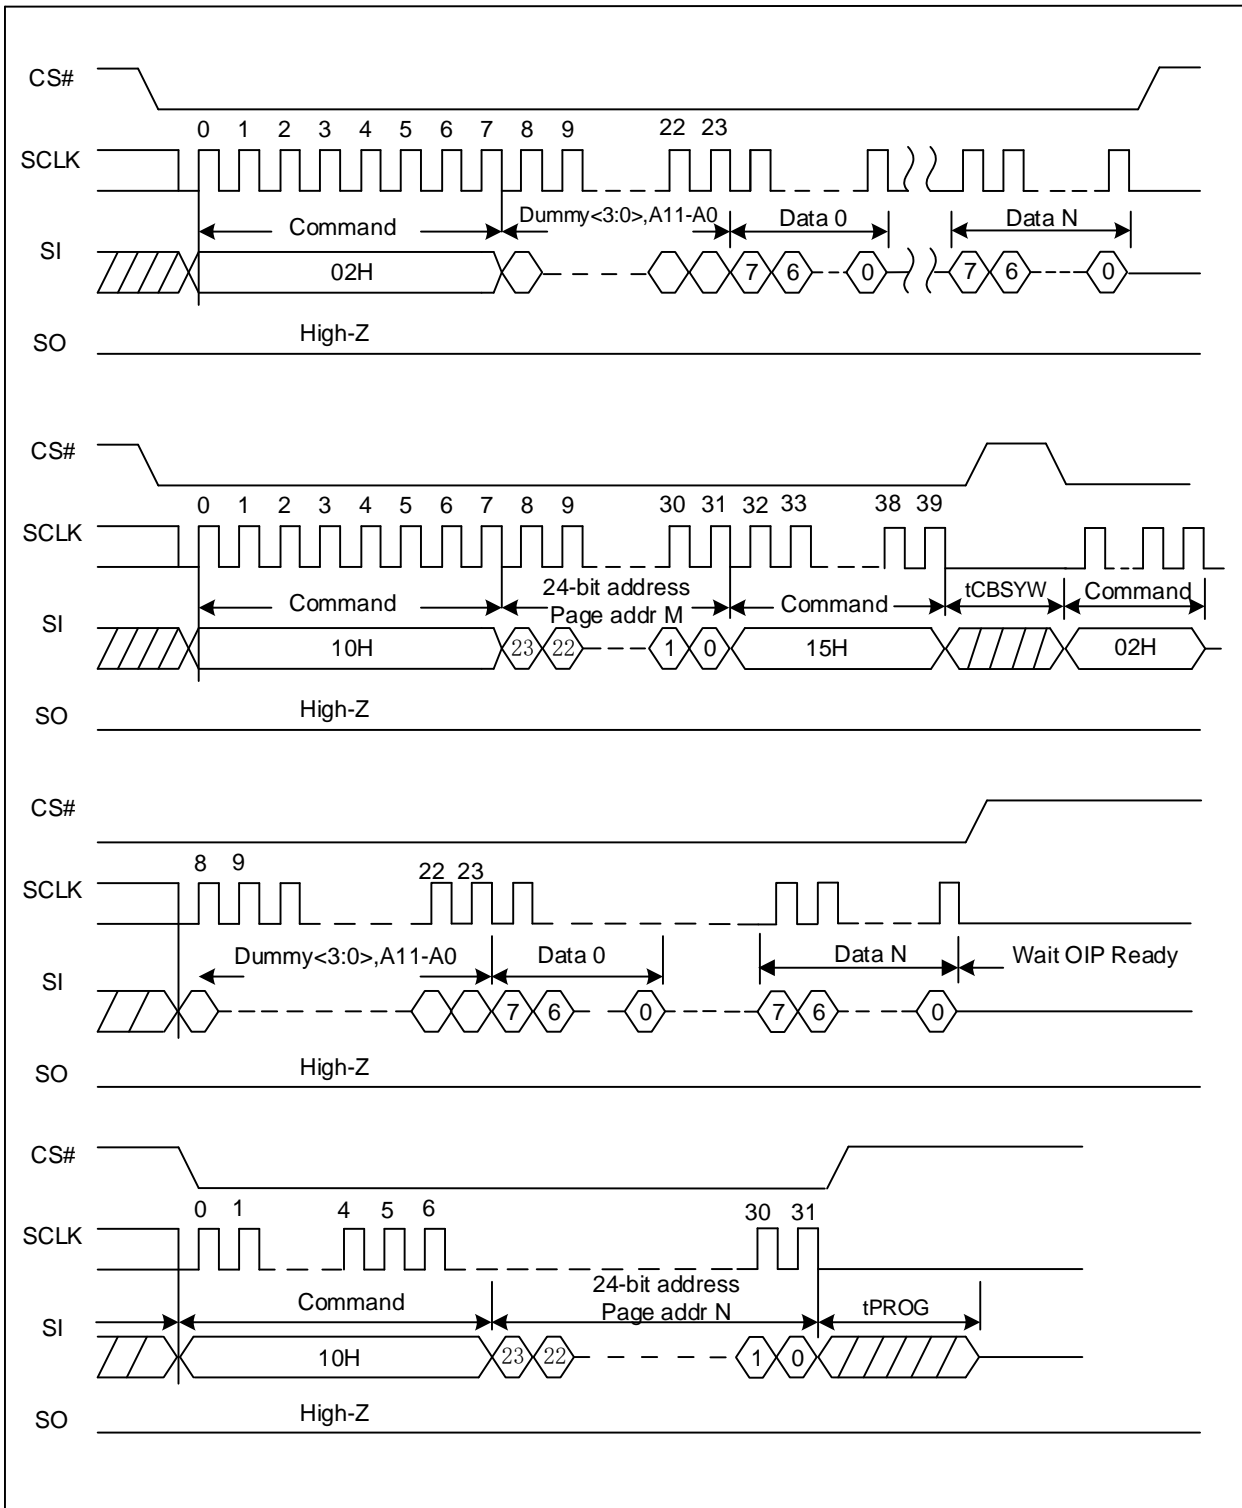 CS#
0 1 2 3 4 5 6 7 8 9 22 23
SCLK
Command Dummy<3:0>,A11-A0 Data 0 Data N
SI
02H 7 6 0 7 6 0
High-Z
SO
CS#
0 1 2 3 4 5 6 7 8 9 30 31 32 33 38 39
SCLK
24-bit address tCBSYW
Command Page addr M Command Command
SI
10H 23 22 1 0 15H 02H
High-Z
SO
CS#
8 9 22 23
SCLK
Dummy<3:0>,A11-A0 Data 0 Data N Wait OIP Ready
SI
7 6 0 7 6 0
High-Z
SO
CS#
0 1 4 5 6 30 31
SCLK
24-bit address
Command Page addr N tPROG
SI
10H 23 22 1 0
High-Z
SO